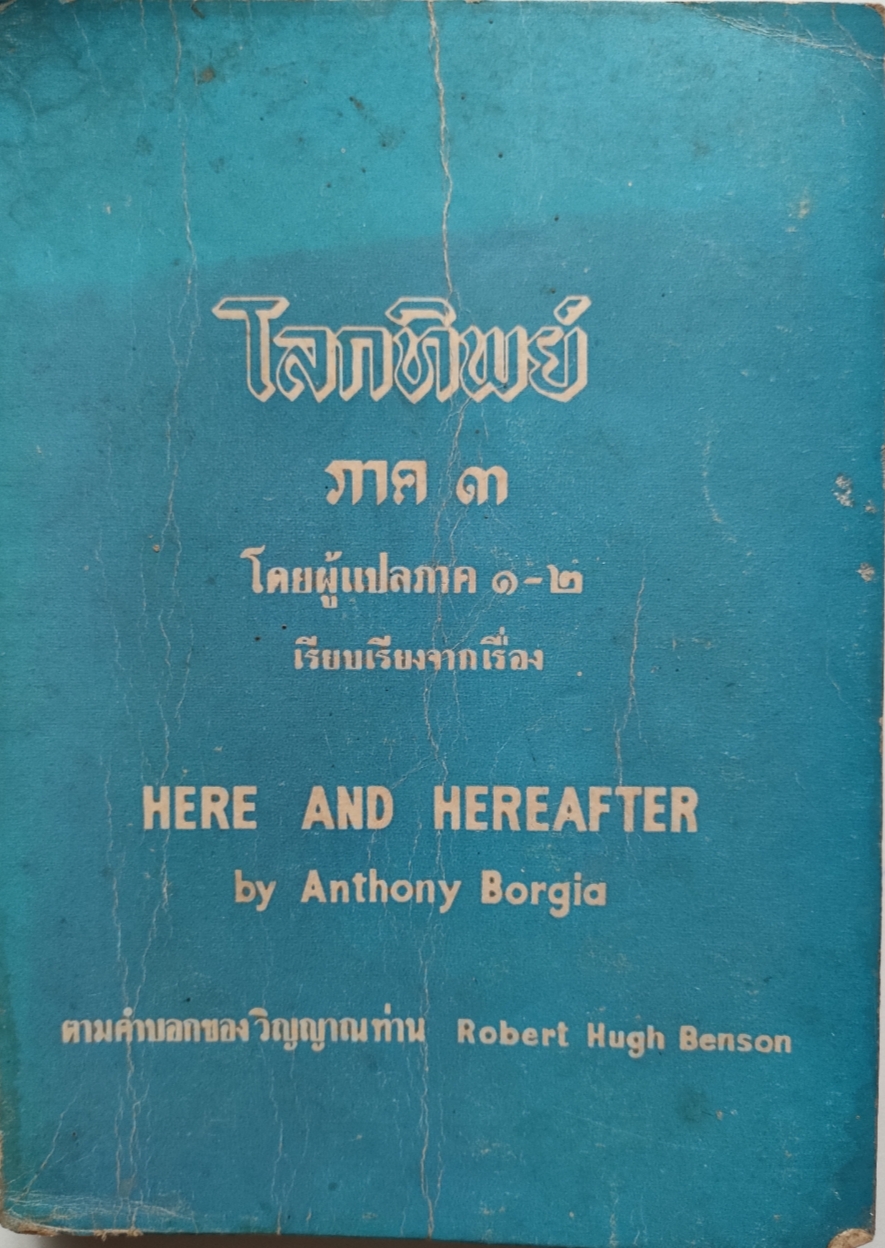 โลกทิพย์
ภาค ๓
โดยผู้แปลภาค ๑-๒
เรียบเรียงจากเรื่อง
HERE AND HEREAFTER
by Anthony Borgia
ตามคำบอกของวิญญาณท่าน Robert Hugh Benson